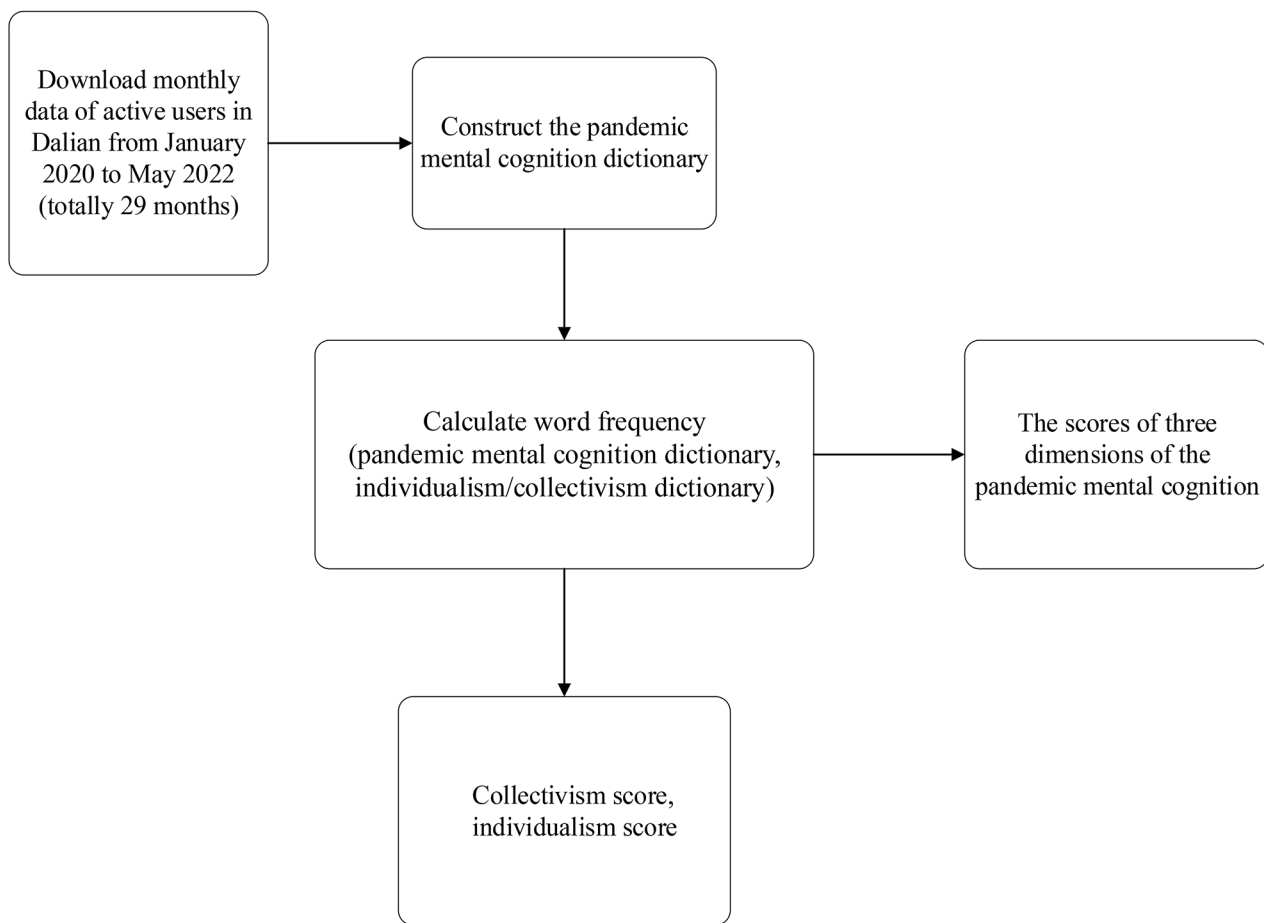 Download monthly
data of active users in
Dalian from January
2020 to May 2022
(totally 29 months)
Construct the pandemic
mental cognition dictionary
Calculate word frequency
(pandemic mental cognition dictionary,
individualism/collectivism dictionary)
The scores of three
dimensions of the
pandemic mental cognition
Collectivism score,
individualism score